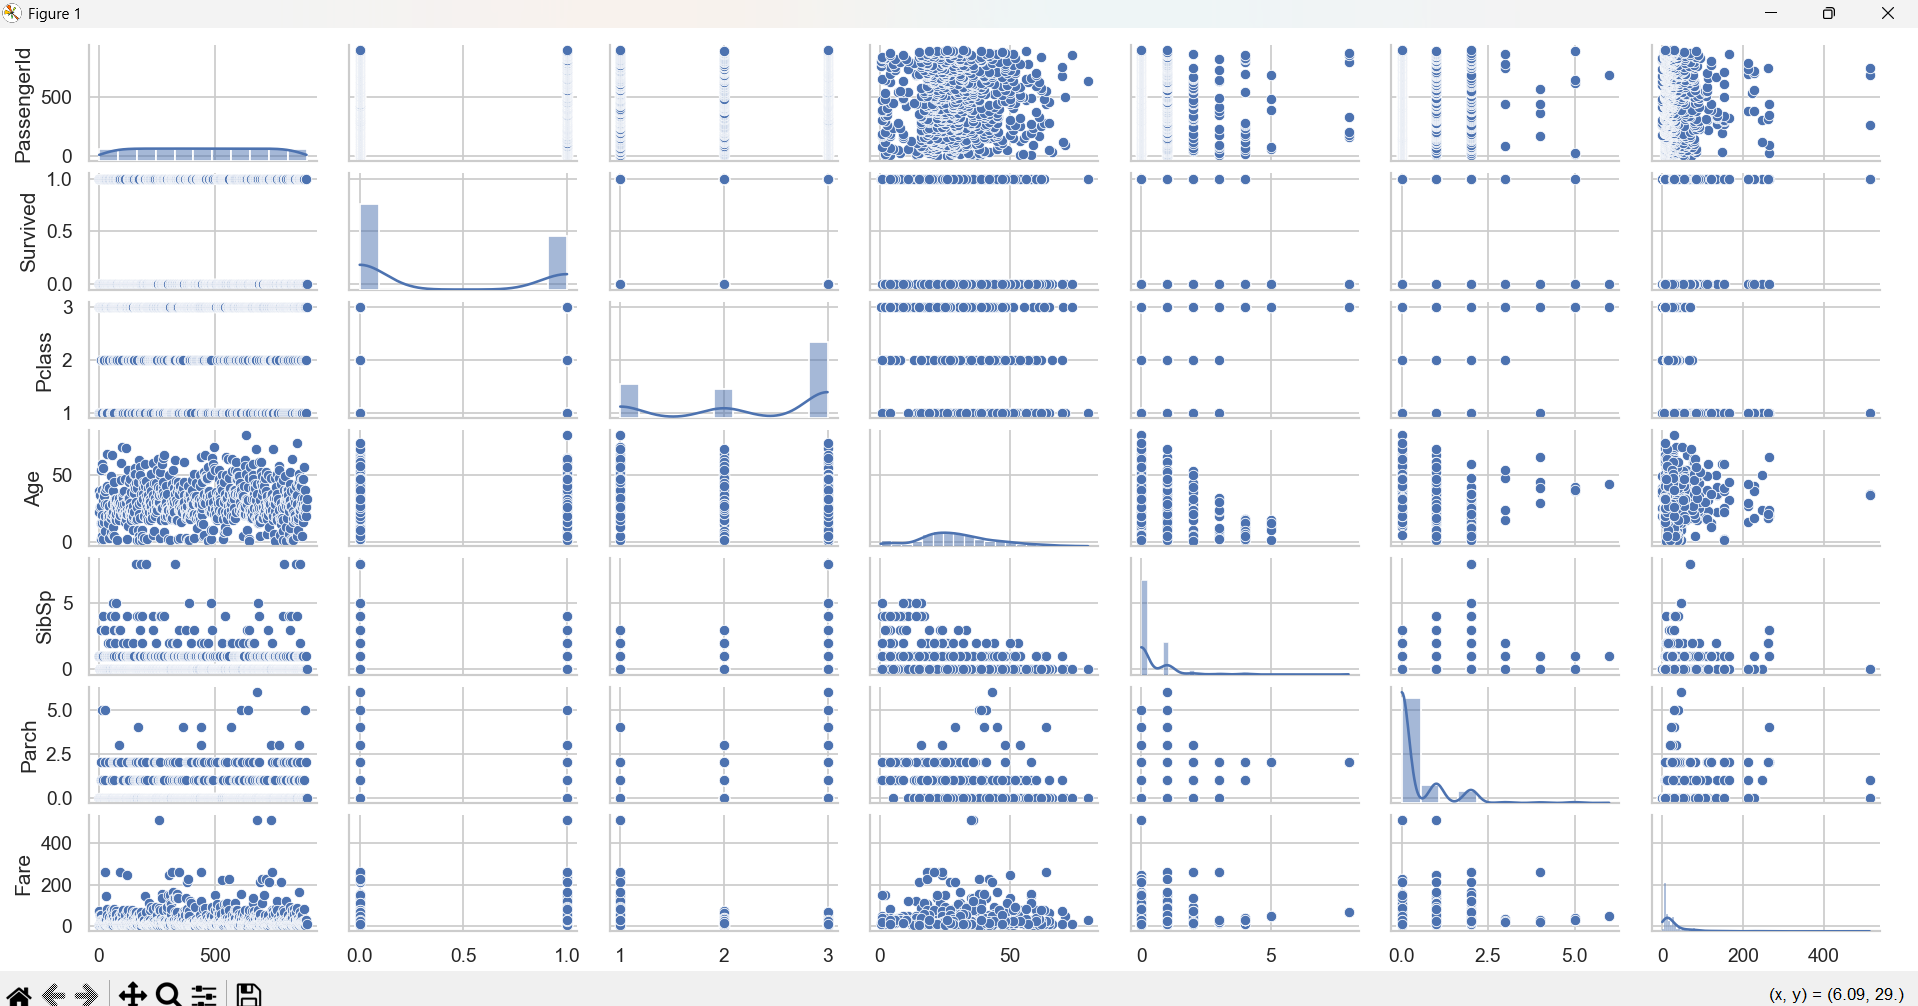 Figure 1
PassengerId
500
0
Survived
1.0
0.5
0.0
Pclass
3
2
1
Age
50
0
SibSp
5
0
Parch
5.0
2.5
0.0
Fare
400
200
0
0 500 0.0 0.5 1.0 1 2 3 0 50 0 5 0.0 2.5 5.0 0 200 400
(x, y) = (6.09, 29.)